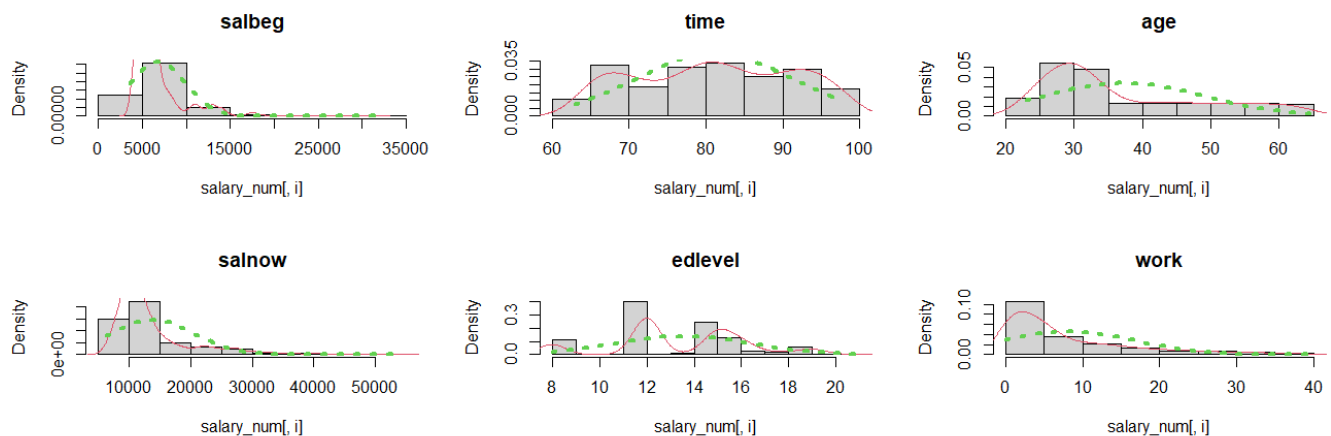 salbeg
Density
0.00000
0 5000 15000 25000 35000
salary_num[, i]
time
Density
0.000 0.035
60 70 80 90 100
salary_num[, i]
age
Density
0.00 0.05
20 30 40 50 60
salary_num[, i]
salnow
Density
0e+00
10000 20000 30000 40000 50000
salary_num[, i]
edlevel
Density
0.0 0.3
8 10 12 14 16 18 20
salary_num[, i]
work
Density
0.00 0.10
0 10 20 30 40
salary_num[, i]